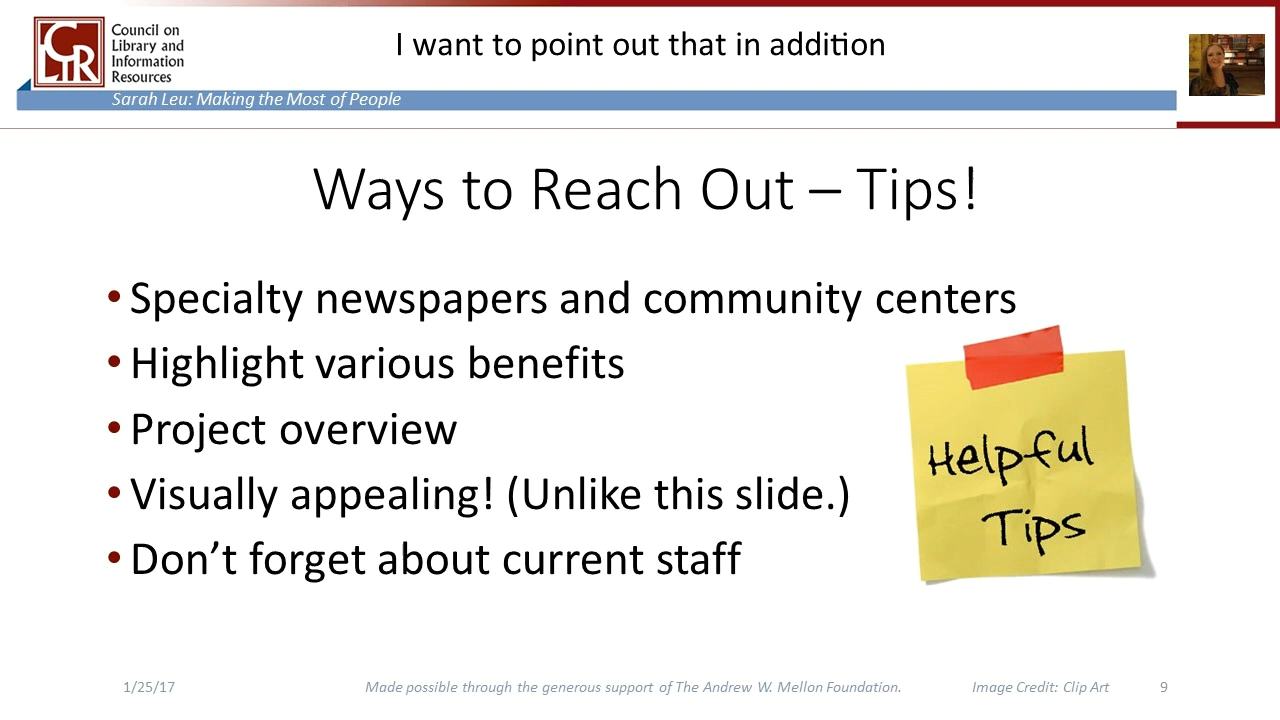 CLIR
Council on
Library and
Information
Resources
I want to point out that in addition
Sarah Leu: Making the Most of People
Ways to Reach Out – Tips!
• Specialty newspapers and community centers
• Highlight various benefits
• Project overview
• Visually appealing! (Unlike this slide.)
• Don’t forget about current staff
Helpful
Tips
1/25/17
Made possible through the generous support of The Andrew W. Mellon Foundation.
Image Credit: Clip Art
9